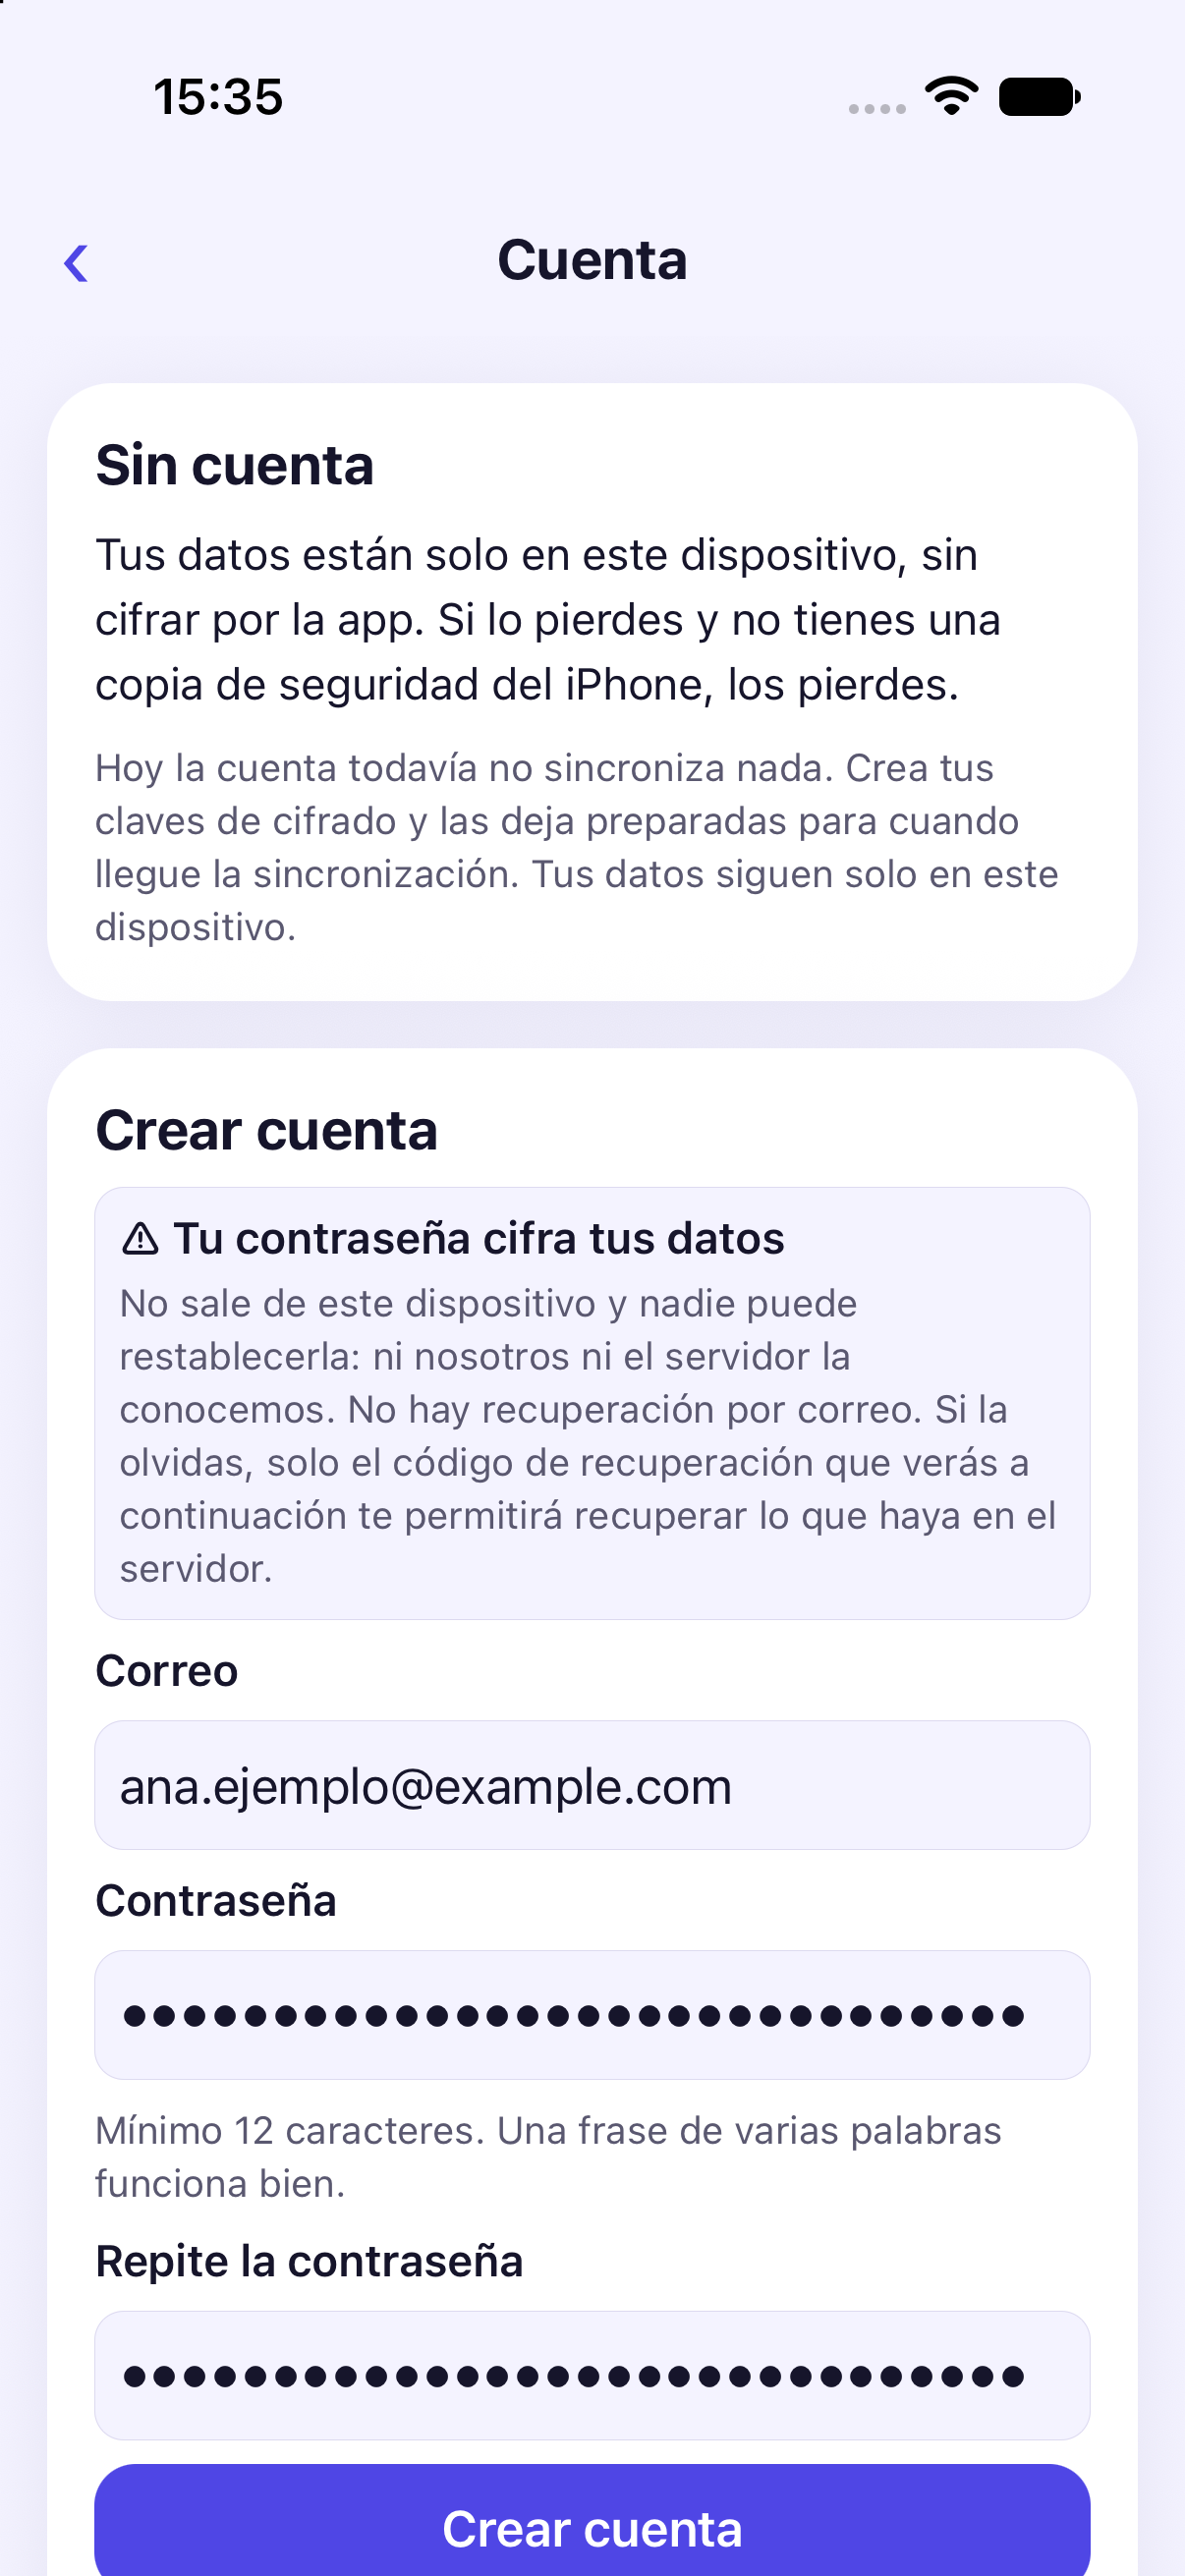 15:35
Cuenta
Sin cuenta
Tus datos están solo en este dispositivo, sin
cifrar por la app. Si lo pierdes y no tienes una
copia de seguridad del iPhone, los pierdes.
Hoy la cuenta todavía no sincroniza nada. Crea tus
claves de cifrado y las deja preparadas para cuando
llegue la sincronización. Tus datos siguen solo en este
dispositivo.
Crear cuenta
Tu contraseña cifra tus datos
No sale de este dispositivo y nadie puede
restablecerla: ni nosotros ni el servidor la
conocemos. No hay recuperación por correo. Si la
olvidas, solo el código de recuperación que verás a
continuación te permitirá recuperar lo que haya en el
servidor.
Correo
ana.ejemplo@example.com
Contraseña
Mínimo 12 caracteres. Una frase de varias palabras
funciona bien.
Repite la contraseña
Crear cuenta